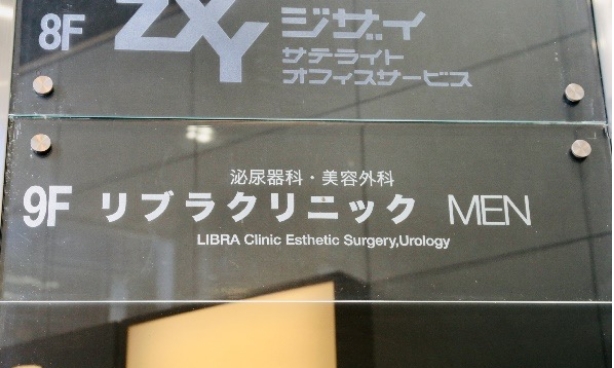 8F ZXY ジザイ
サテライト
オフィスサービス
泌尿器科・美容外科
9F リブラクリニック MEN
LIBRA Clinic Esthetic Surgery,Urology